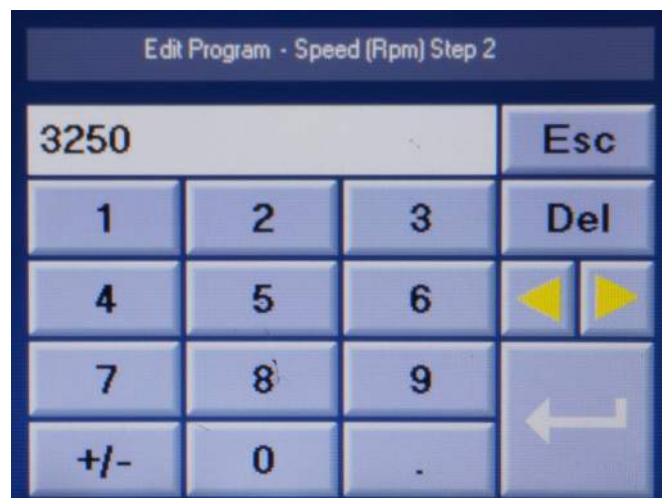 Edit Program - Speed (Rpm) Step 2
3250 Esc
1 2 3 Del
4 5 6
7 8 9
+/- 0 .